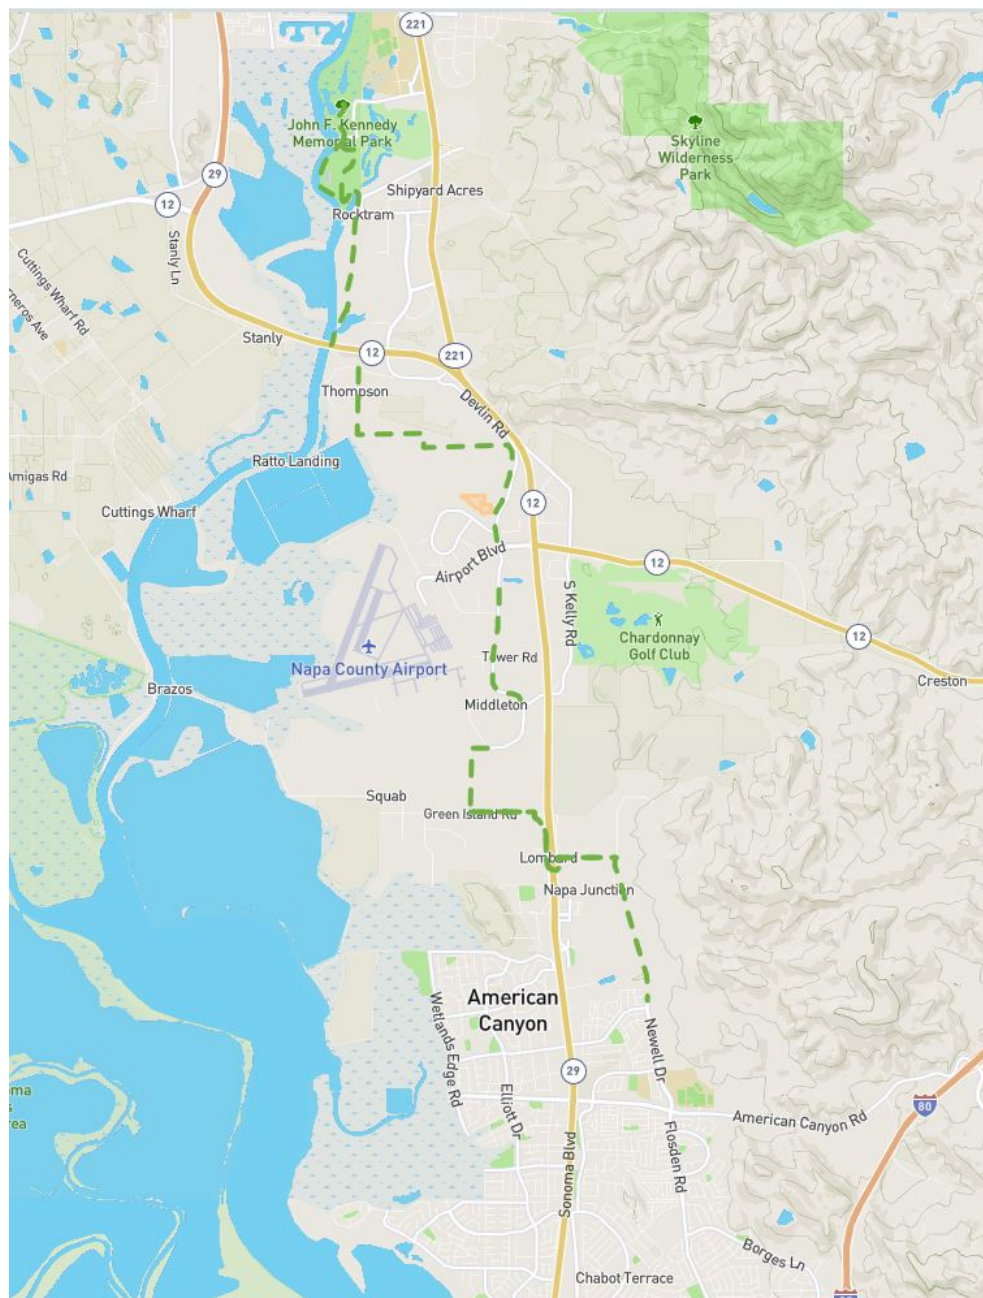 221
John F. Kennedy
Memorial Park
Skyline
Wilderness
Park
29
12
Shipyard Acres
Rocktram
Stanly Ln
Cuttings Wharf Rd
neros Ave
Stanly
12
221
Thompson
Devlin Rd
Ratto Landing
Amigas Rd
Cuttings Wharf
12
Airport Blvd
12
S Kelly Rd
Chardonnay
Golf Club
12
Tower Rd
Napa County Airport
Creston
Brazos
Middleton
Squab
Green Island Rd
Lombard
Napa Junction
American
Canyon
Wetlands Edge Rd
Newell Dr
29
Elliott Dr
80
American Canyon Rd
oma
s
rea
Sonoma Blvd
Flosden Rd
Borges Ln
Chabot Terrace